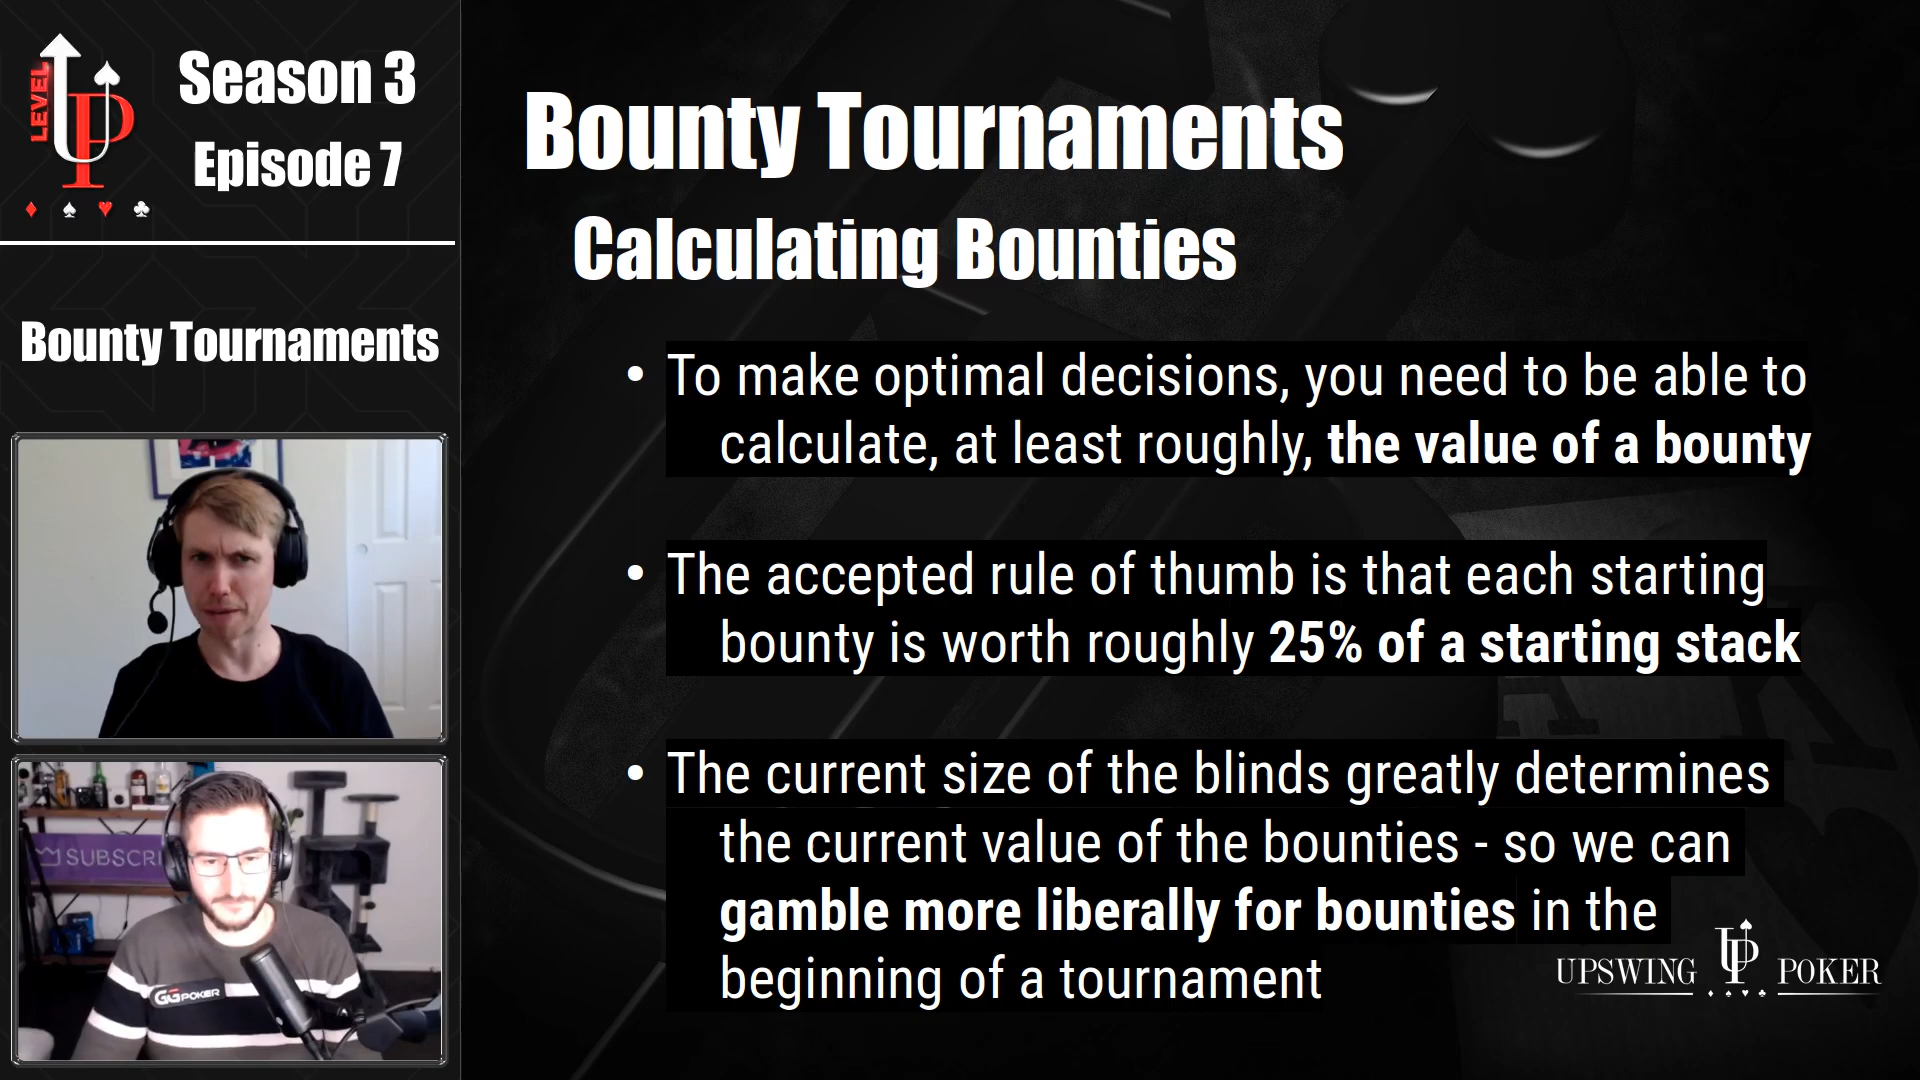 LEVEL
UP
Season 3
Episode 7
Bounty Tournaments
SUBSCRI
GGPOKER
Bounty Tournaments
Calculating Bounties
• To make optimal decisions, you need to be able to
calculate, at least roughly, the value of a bounty
• The accepted rule of thumb is that each starting
bounty is worth roughly 25% of a starting stack
• The current size of the blinds greatly determines
the current value of the bounties - so we can
gamble more liberally for bounties in the
beginning of a tournament
UPSWING UP POKER